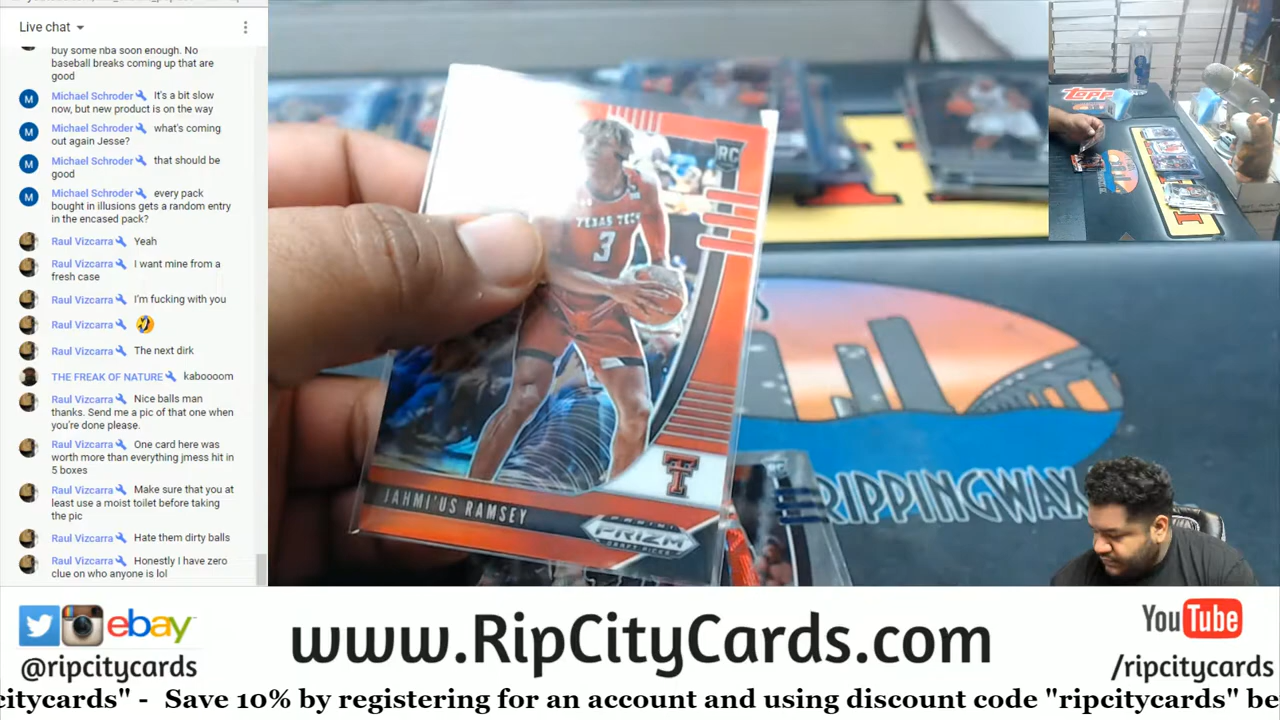 Live chat
buy some nba soon enough. No
baseball breaks coming up that are
good
M Michael Schroder It's a bit slow
now, but new product is on the way
M Michael Schroder what's coming
out again Jesse?
M Michael Schroder that should be
good
M Michael Schroder every pack
bought in illusions gets a random entry
in the encased pack?
Raul Vizcarra Yeah
Raul Vizcarra I want mine from a
fresh case
Raul Vizcarra I'm fucking with you
Raul Vizcarra 🤣
Raul Vizcarra The next dirk
THE FREAK OF NATURE kaboooom
Raul Vizcarra Nice balls man
thanks. Send me a pic of that one when
you're done please.
Raul Vizcarra One card here was
worth more than everything jmess hit in
5 boxes
Raul Vizcarra Make sure that you at
least use a moist toilet before taking
the pic
Raul Vizcarra Hate them dirty balls
Raul Vizcarra Honestly I have zero
clue on who anyone is lol
RC
TEXAS TECH
3
T
JAHMI'US RAMSEY
PANINI
PRIZM
DRAFT PICKS
topps
RIPPINGWAX
ebay
@ripcitycards
www.RipCityCards.com
YouTube
/ripcitycards
citycards" - Save 10% by registering for an account and using discount code "ripcitycards" be